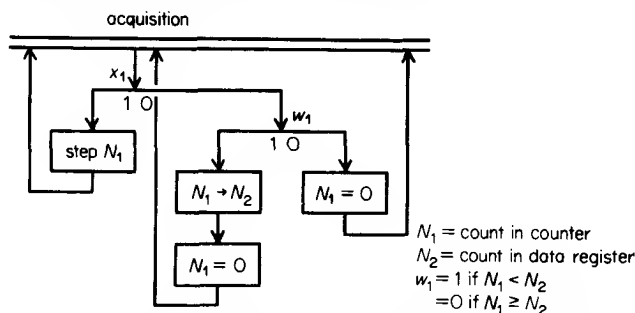 acquisition
x₁
1 0
w₁
step N₁
1 0
N₁ → N₂
N₁ = 0
N₁ = 0
N₁ = count in counter
N₂ = count in data register
w₁ = 1 if N₁ < N₂
= 0 if N₁ ≥ N₂